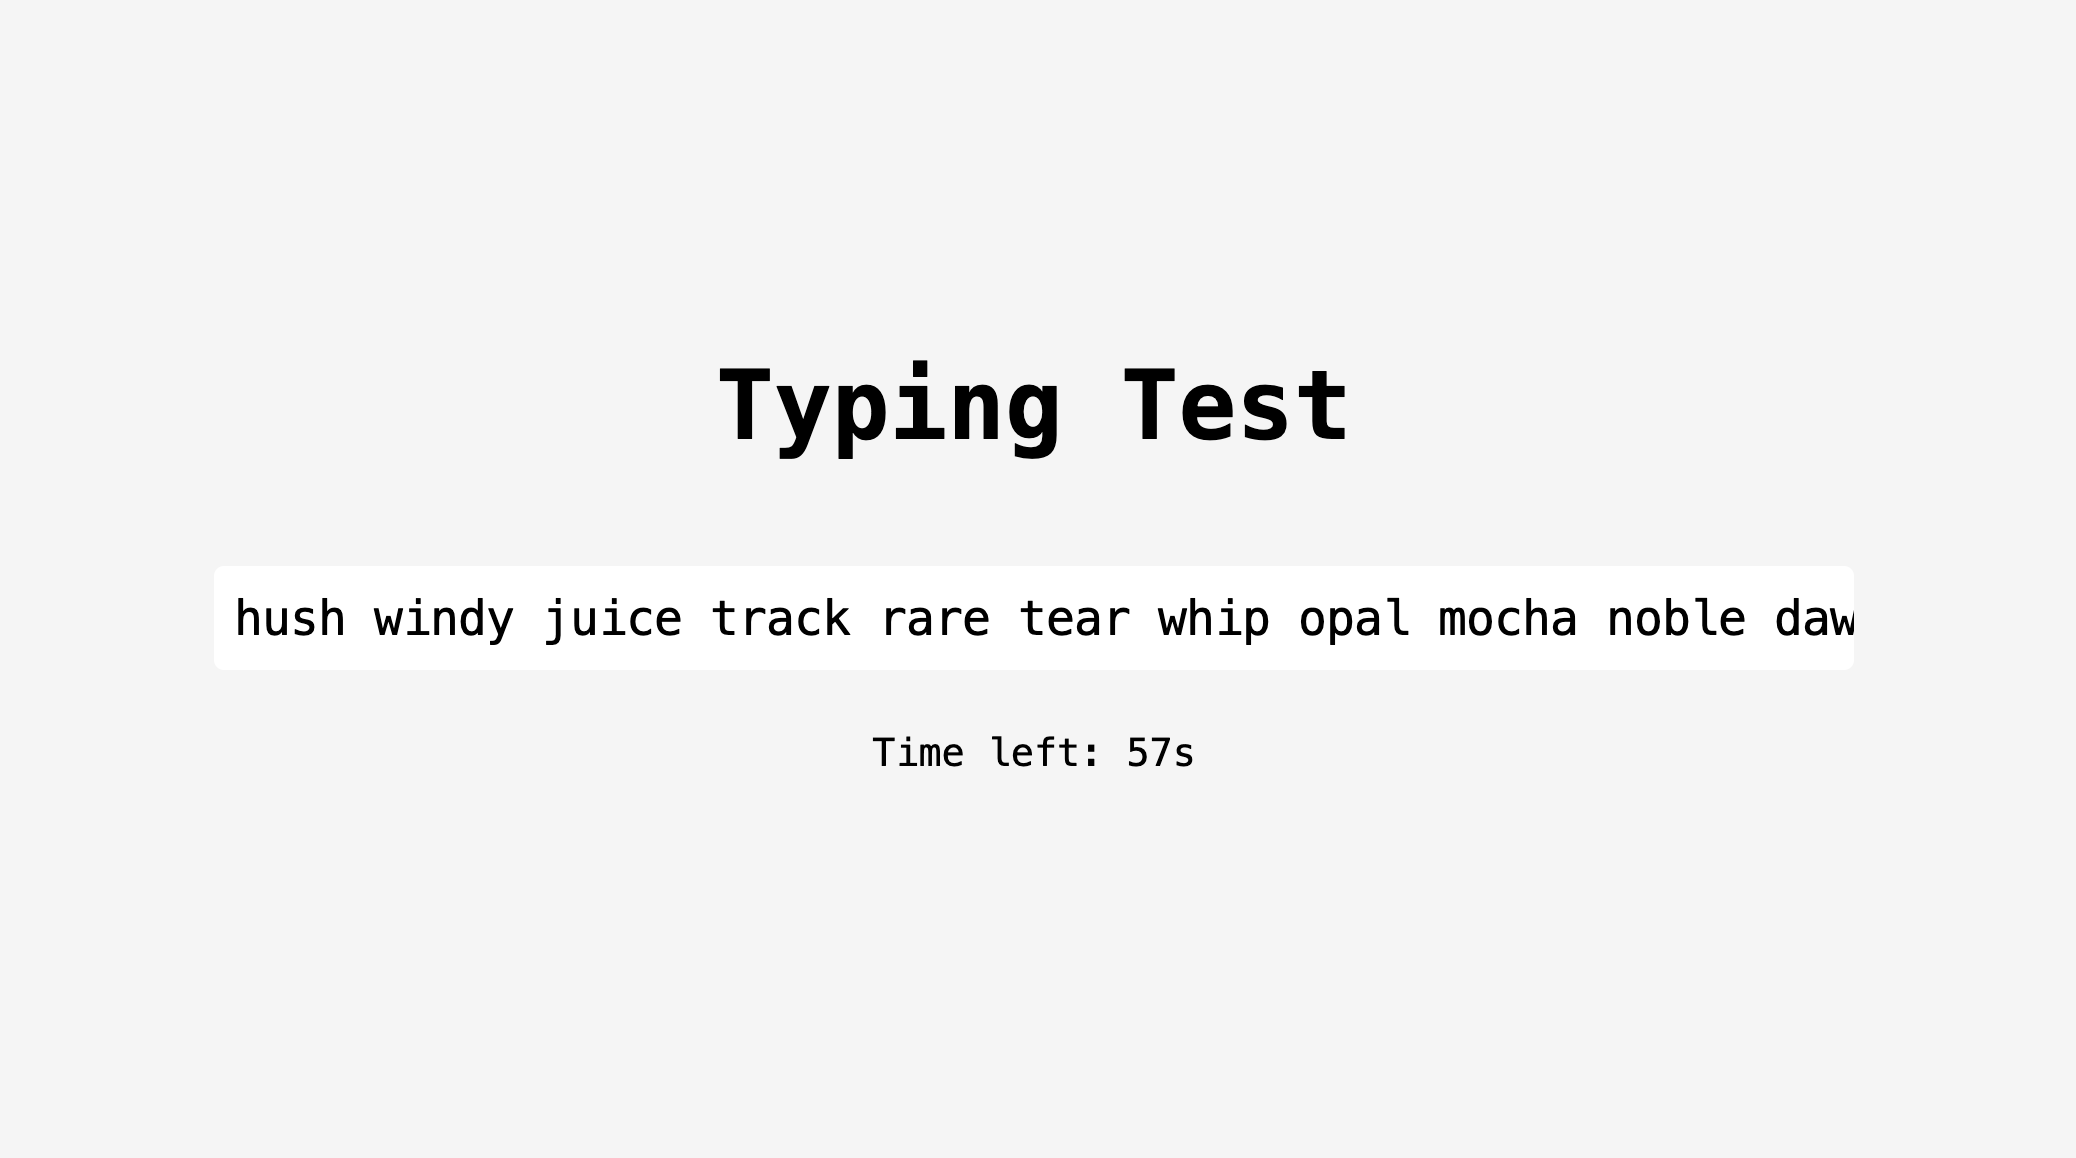 Typing Test
hush windy juice track rare tear whip opal mocha noble daw
Time left: 57s